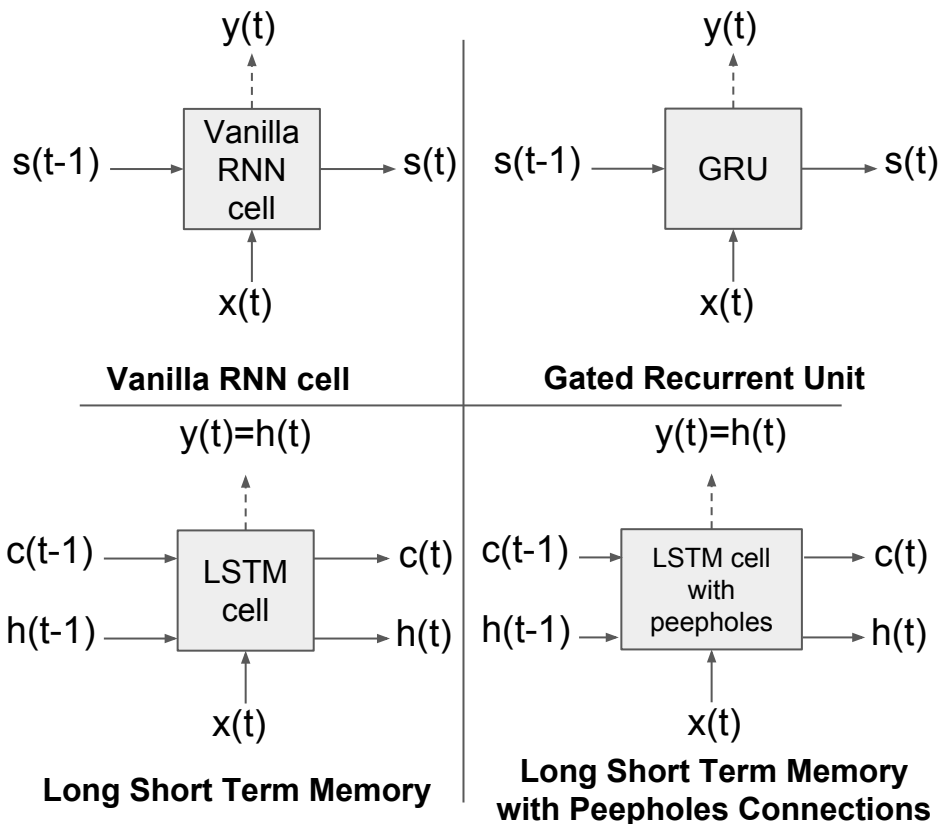 y(t)
s(t-1)
Vanilla
RNN
cell
s(t)
x(t)
Vanilla RNN cell
y(t)
s(t-1)
GRU
s(t)
x(t)
Gated Recurrent Unit
y(t)=h(t)
c(t-1)
h(t-1)
LSTM
cell
c(t)
h(t)
x(t)
Long Short Term Memory
y(t)=h(t)
c(t-1)
h(t-1)
LSTM cell
with
peepholes
c(t)
h(t)
x(t)
Long Short Term Memory
with Peepholes Connections